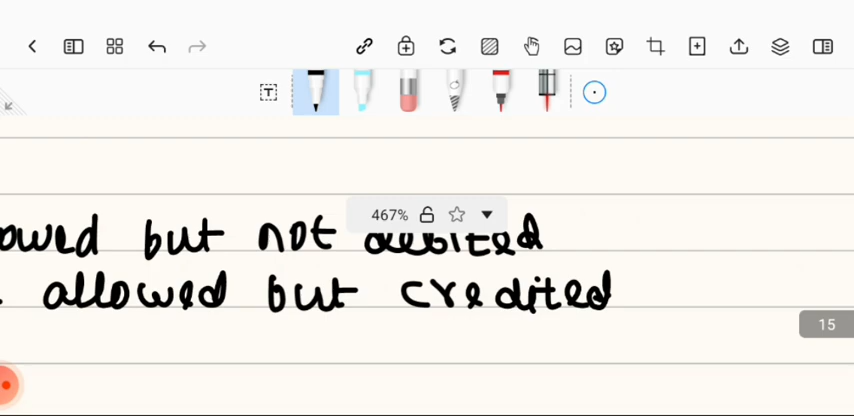 467%
owed but not debited
allowed but credited
15